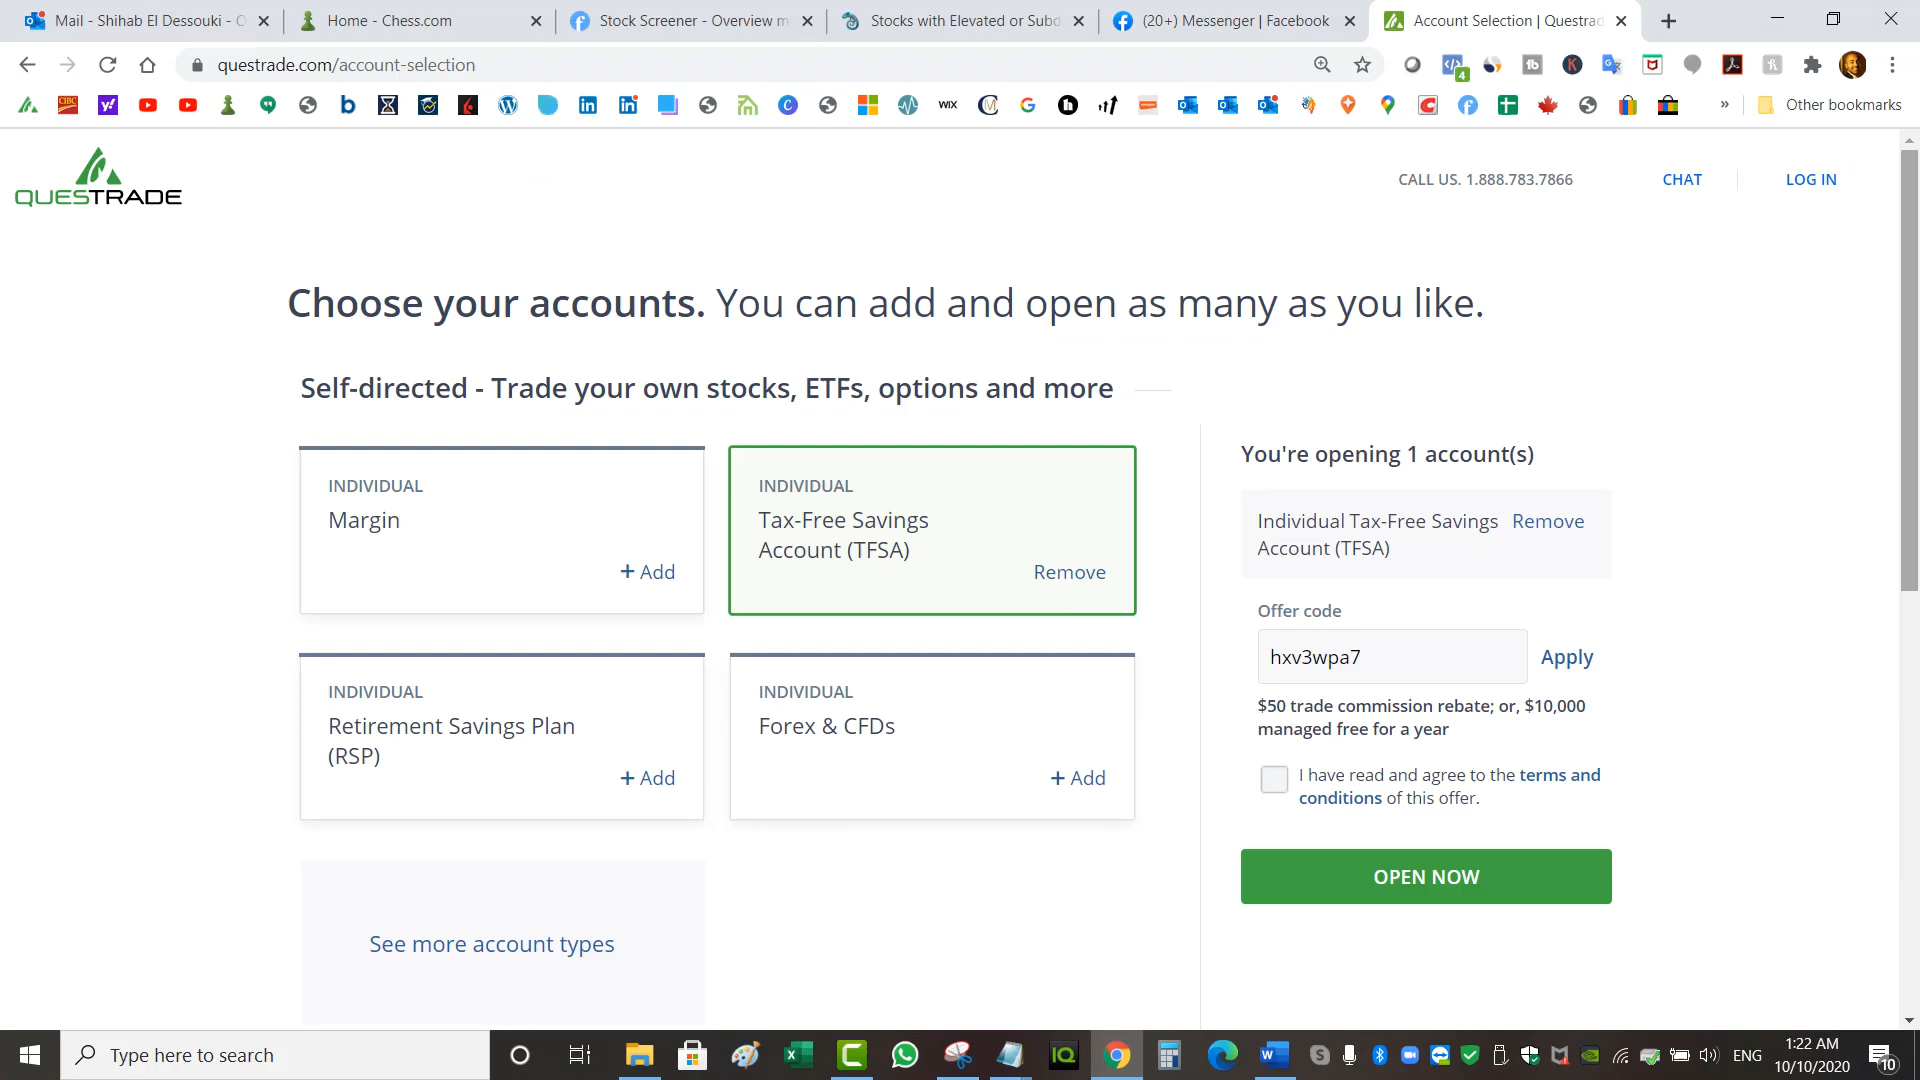 Mail - Shihab El Dessouki - O
Home - Chess.com
Stock Screener - Overview m
Stocks with Elevated or Subd
(20+) Messenger | Facebook
Account Selection | Questrad
questrade.com/account-selection
Other bookmarks
QUESTRADE
CALL US. 1.888.783.7866
CHAT
LOG IN
Choose your accounts. You can add and open as many as you like.
Self-directed - Trade your own stocks, ETFs, options and more
INDIVIDUAL
Margin
+ Add
INDIVIDUAL
Tax-Free Savings
Account (TFSA)
Remove
INDIVIDUAL
Retirement Savings Plan
(RSP)
+ Add
INDIVIDUAL
Forex & CFDs
+ Add
See more account types
You're opening 1 account(s)
Individual Tax-Free Savings
Account (TFSA)
Remove
Offer code
hxv3wpa7
Apply
$50 trade commission rebate; or, $10,000
managed free for a year
I have read and agree to the terms and
conditions of this offer.
OPEN NOW
Type here to search
ENG
1:22 AM
10/10/2020
10